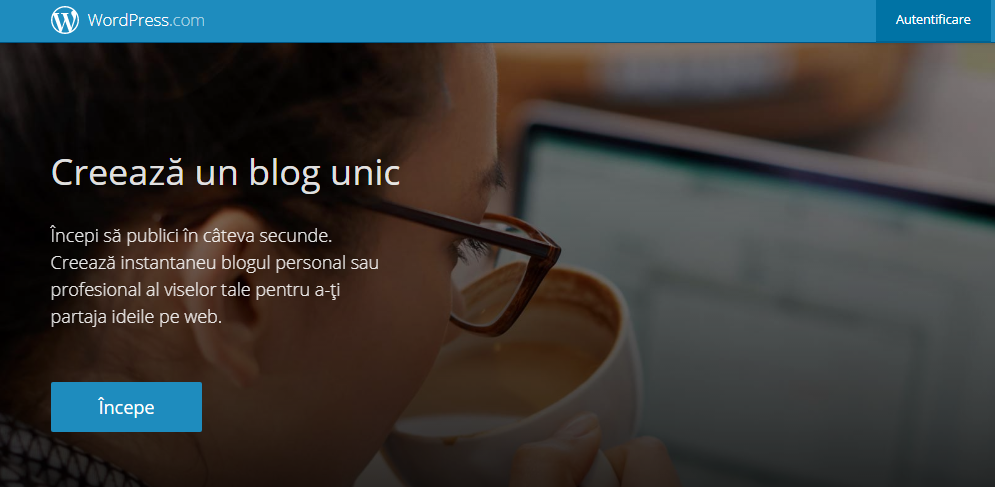 WordPress.com
Autentificare
Creează un blog unic
Începi să publici în câteva secunde.
Creează instantaneu blogul personal sau
profesional al viselor tale pentru a-ți
partaja ideile pe web.
Începe